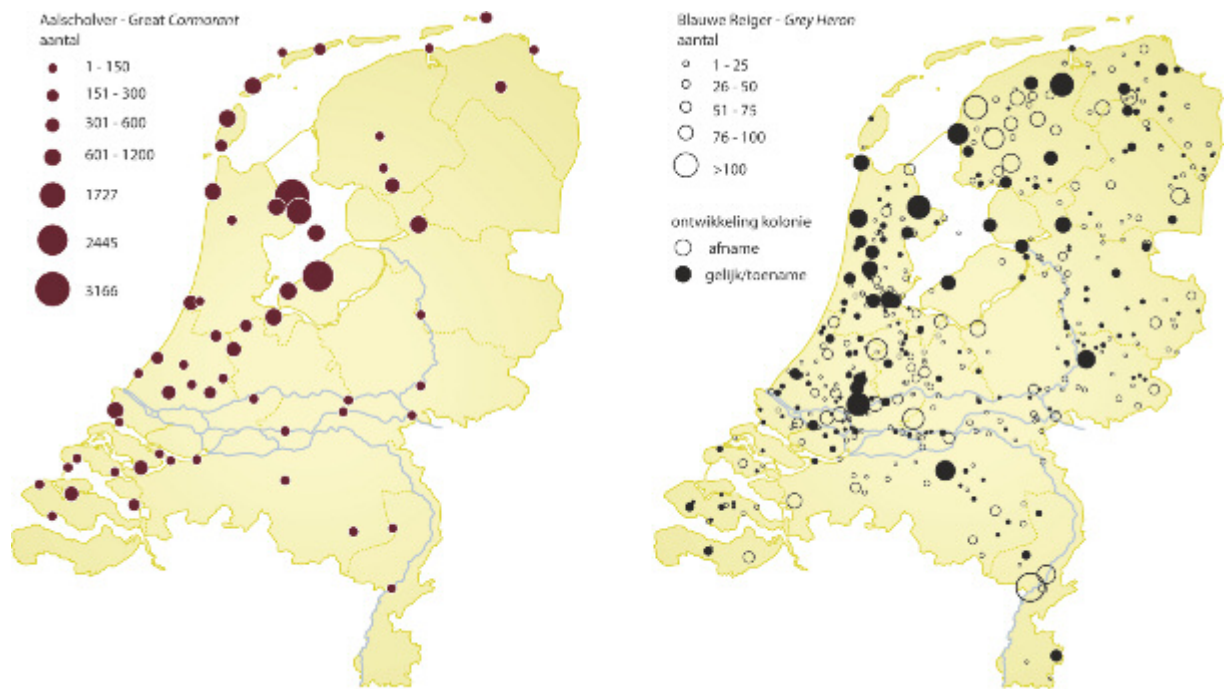 Aalscholver - Great Cormorant
aantal
1 - 150
151 - 300
301 - 600
601 - 1200
1727
2445
3166
Blauwe Reiger - Grey Heron
aantal
1 - 25
26 - 50
51 - 75
76 - 100
>100
ontwikkeling kolonie
afname
gelijk/toename